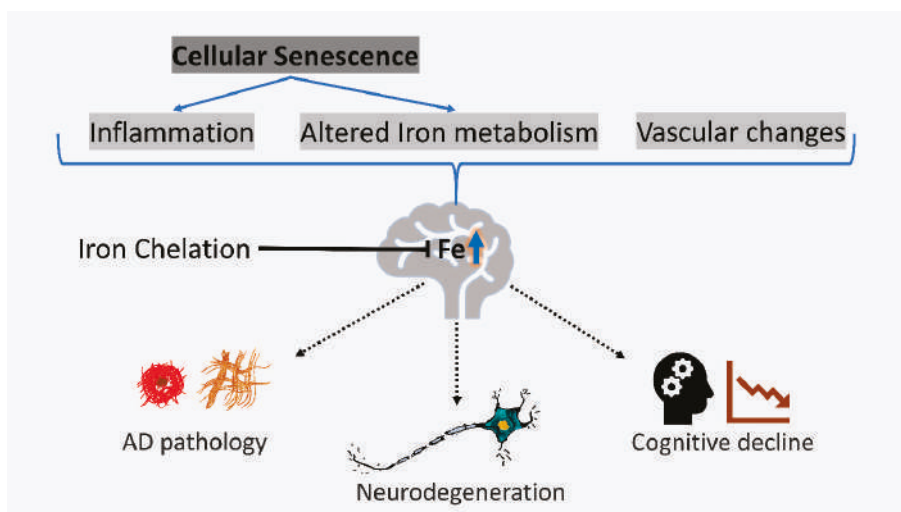 Cellular Senescence
Inflammation
Altered Iron metabolism
Vascular changes
Iron Chelation
Fe
AD pathology
Neurodegeneration
Cognitive decline